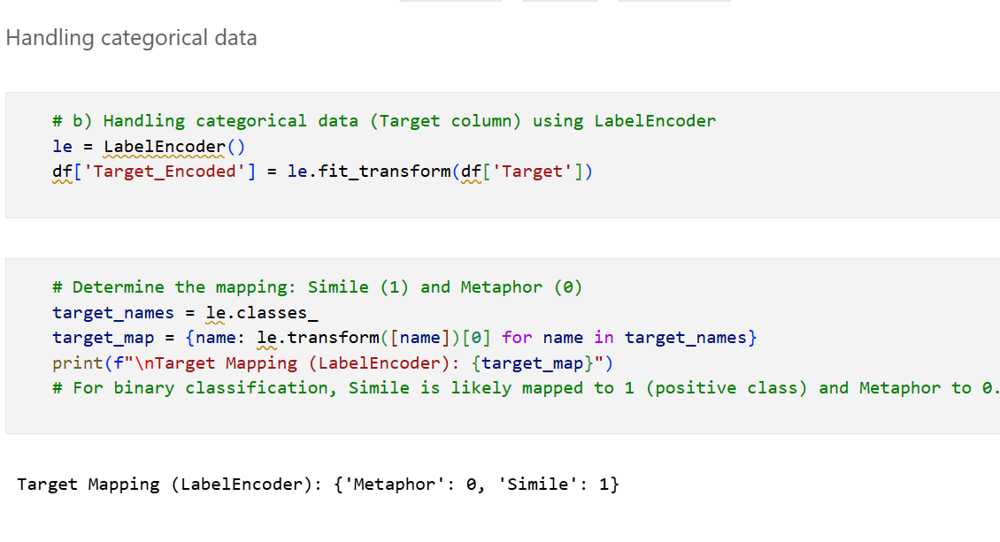 Handling categorical data
# b) Handling categorical data (Target column) using LabelEncoder
le = LabelEncoder()
df['Target_Encoded'] = le.fit_transform(df['Target'])
# Determine the mapping: Simile (1) and Metaphor (0)
target_names = le.classes_
target_map = {name: le.transform([name])[0] for name in target_names}
print(f"\nTarget Mapping (LabelEncoder): {target_map}")
# For binary classification, Simile is likely mapped to 1 (positive class) and Metaphor to 0.
Target Mapping (LabelEncoder): {'Metaphor': 0, 'Simile': 1}